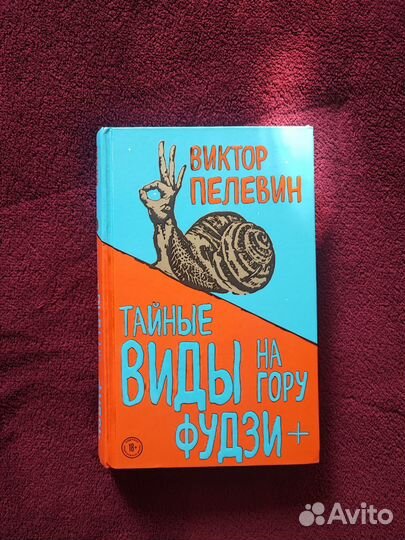 ВИКТОР
ПЕЛЕВИН
ТАЙНЫЕ
ВИДЫ НА
ГОРУ
ФУДЗИ+
18+
Avito